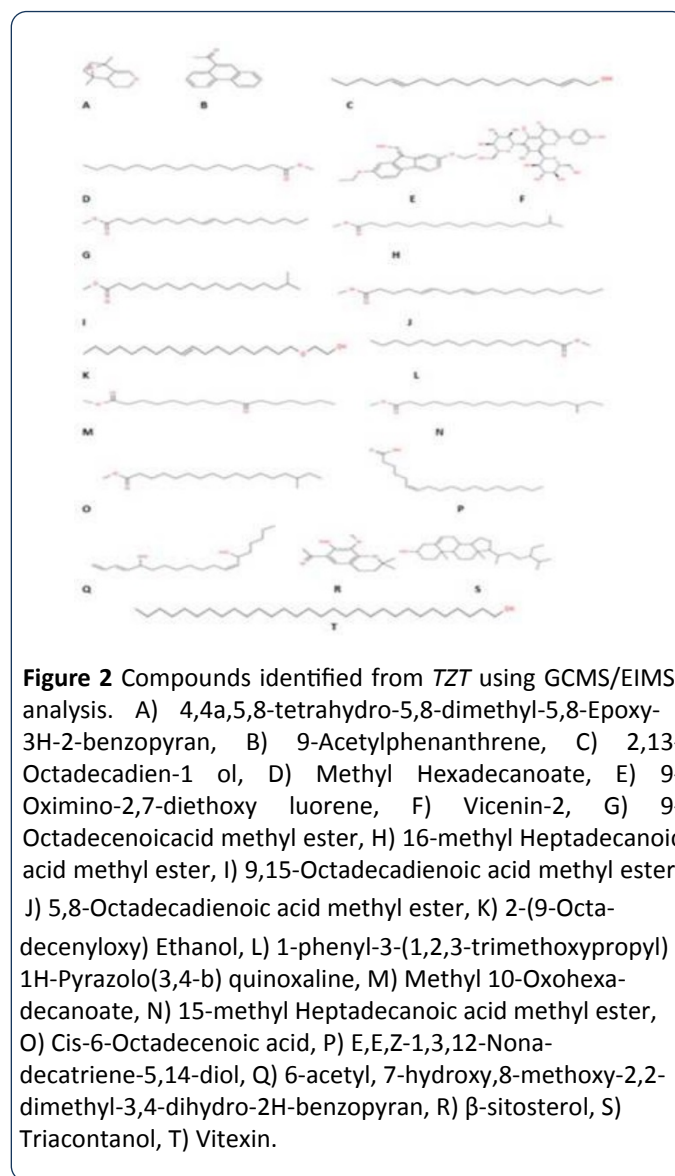 A
B
C
D
E
F
G
H
I
J
K
L
M
N
O
P
Q
R
S
T
Figure 2 Compounds identified from TZT using GCMS/EIMS
analysis. A) 4,4a,5,8-tetrahydro-5,8-dimethyl-5,8-Epoxy-
3H-2-benzopyran, B) 9-Acetylphenanthrene, C) 2,13-
Octadecadien-1 ol, D) Methyl Hexadecanoate, E) 9-
Oximino-2,7-diethoxy luorene, F) Vicenin-2, G) 9-
Octadecenoicacid methyl ester, H) 16-methyl Heptadecanoic
acid methyl ester, I) 9,15-Octadecadienoic acid methyl ester
J) 5,8-Octadecadienoic acid methyl ester, K) 2-(9-Octa-
decenyloxy) Ethanol, L) 1-phenyl-3-(1,2,3-trimethoxypropyl)
1H-Pyrazolo(3,4-b) quinoxaline, M) Methyl 10-Oxohexa-
decanoate, N) 15-methyl Heptadecanoic acid methyl ester,
O) Cis-6-Octadecenoic acid, P) E,E,Z-1,3,12-Nona-
decatriene-5,14-diol, Q) 6-acetyl, 7-hydroxy,8-methoxy-2,2-
dimethyl-3,4-dihydro-2H-benzopyran, R) β-sitosterol, S)
Triacontanol, T) Vitexin.